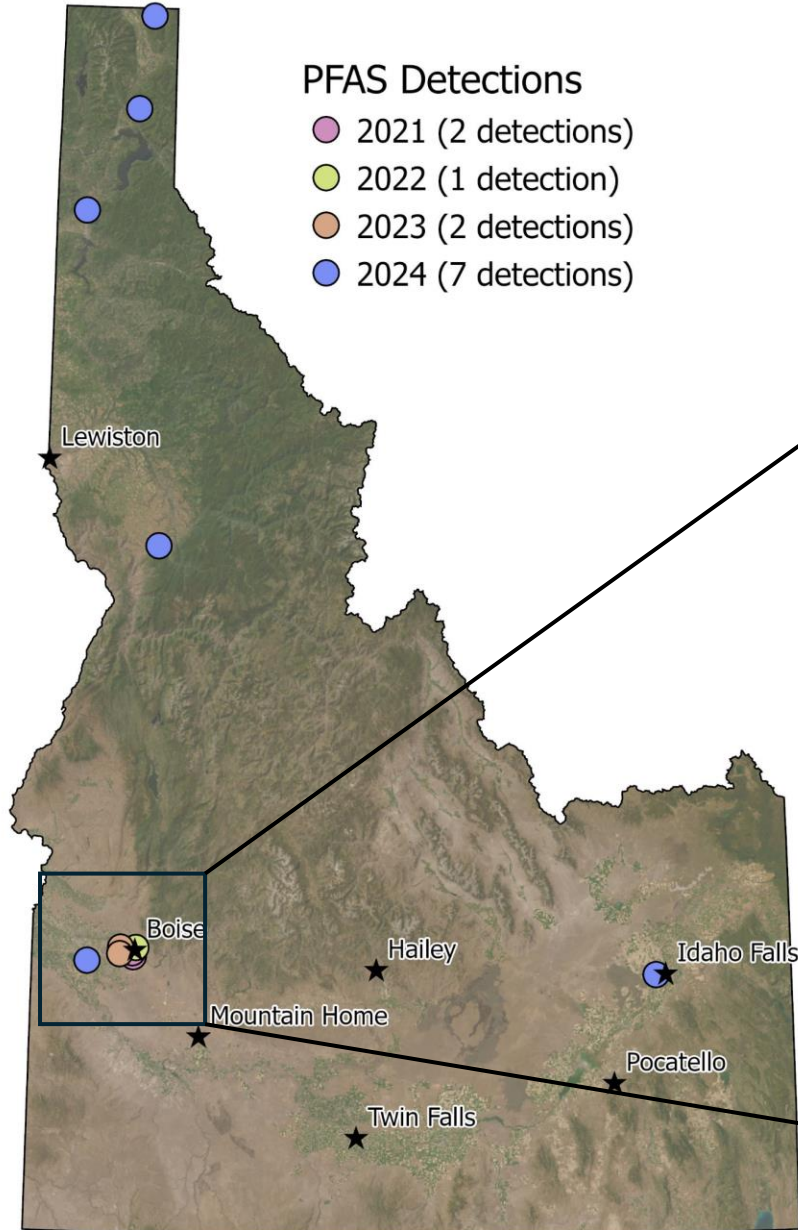 PFAS Detections
2021 (2 detections)
2022 (1 detection)
2023 (2 detections)
2024 (7 detections)
Lewiston
Boise
Hailey
Idaho Falls
Mountain Home
Pocatello
Twin Falls